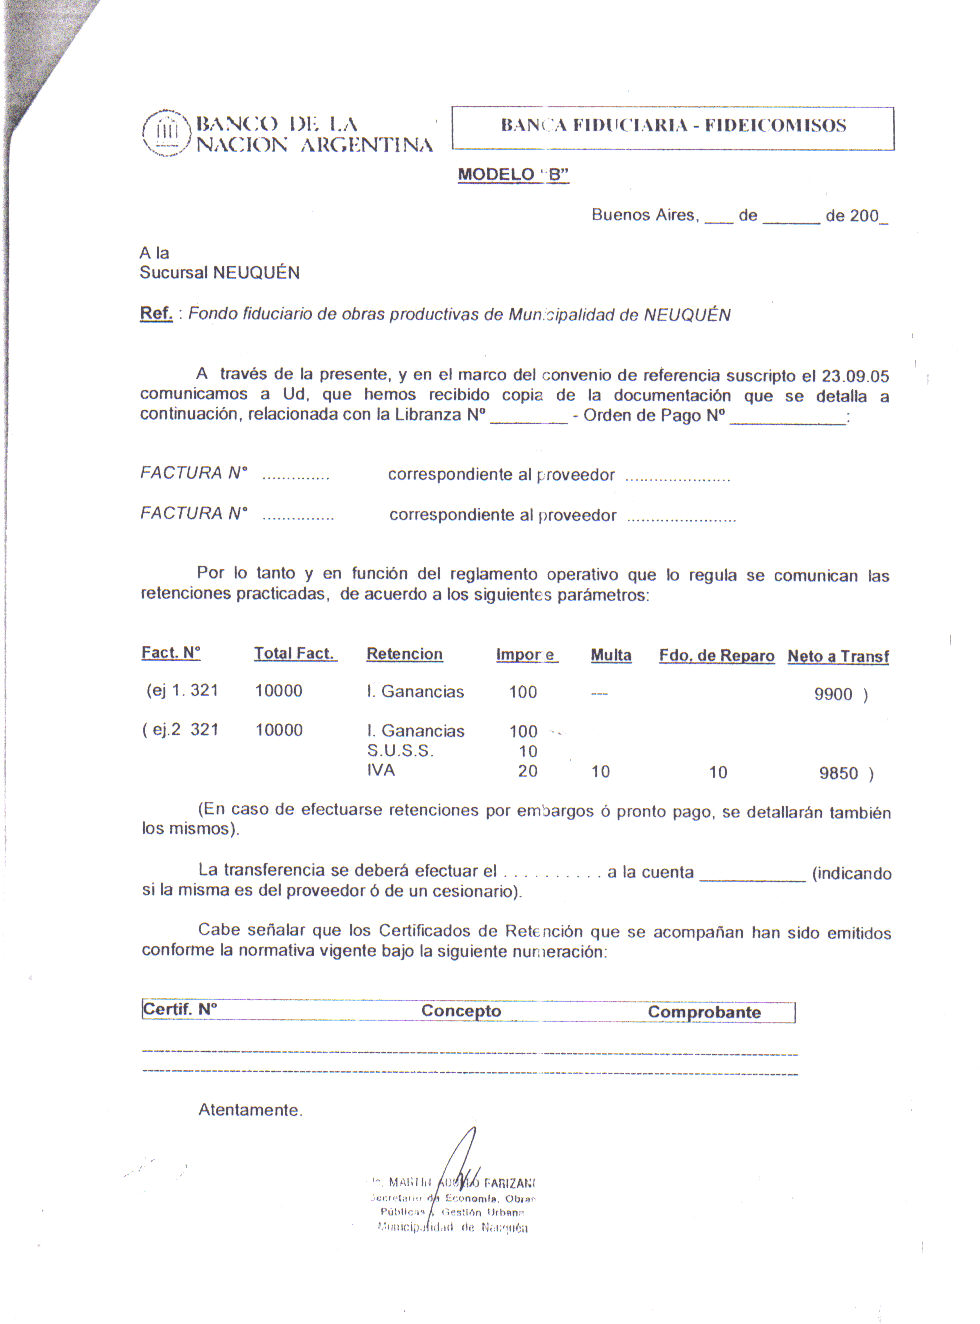 BANCO DE LA
NACION ARGENTINA
BANCA FIDUCIARIA - FIDEICOMISOS
MODELO "B"
Buenos Aires, ___ de ______ de 200_
A la
Sucursal NEUQUÉN
Ref. : Fondo fiduciario de obras productivas de Municipalidad de NEUQUÉN
A través de la presente, y en el marco del convenio de referencia suscripto el 23.09.05
comunicamos a Ud, que hemos recibido copia de la documentación que se detalla a
continuación, relacionada con la Libranza Nº ________ - Orden de Pago Nº ____________:
FACTURA N° .............. correspondiente al proveedor ......................
FACTURA N° ............... correspondiente al proveedor .......................
Por lo tanto y en función del reglamento operativo que lo regula se comunican las
retenciones practicadas, de acuerdo a los siguientes parámetros:
Fact. N° Total Fact. Retencion Impor e Multa Fdo. de Reparo Neto a Transf
(ej 1. 321 10000 I. Ganancias 100 --- 9900 )
( ej.2 321 10000 I. Ganancias 100
S.U.S.S. 10
IVA 20 10 10 9850 )
(En caso de efectuarse retenciones por embargos ó pronto pago, se detallarán también
los mismos).
La transferencia se deberá efectuar el . . . . . . . . . . a la cuenta ___________ (indicando
si la misma es del proveedor ó de un cesionario).
Cabe señalar que los Certificados de Retención que se acompañan han sido emitidos
conforme la normativa vigente bajo la siguiente numeración:
Certif. Nº Concepto Comprobante
Atentamente.
MARTIN ADOLFO FARIZANO
Secretario de Economía, Obras
Públicas y Gestión Urbana
Municipalidad de Neuquén